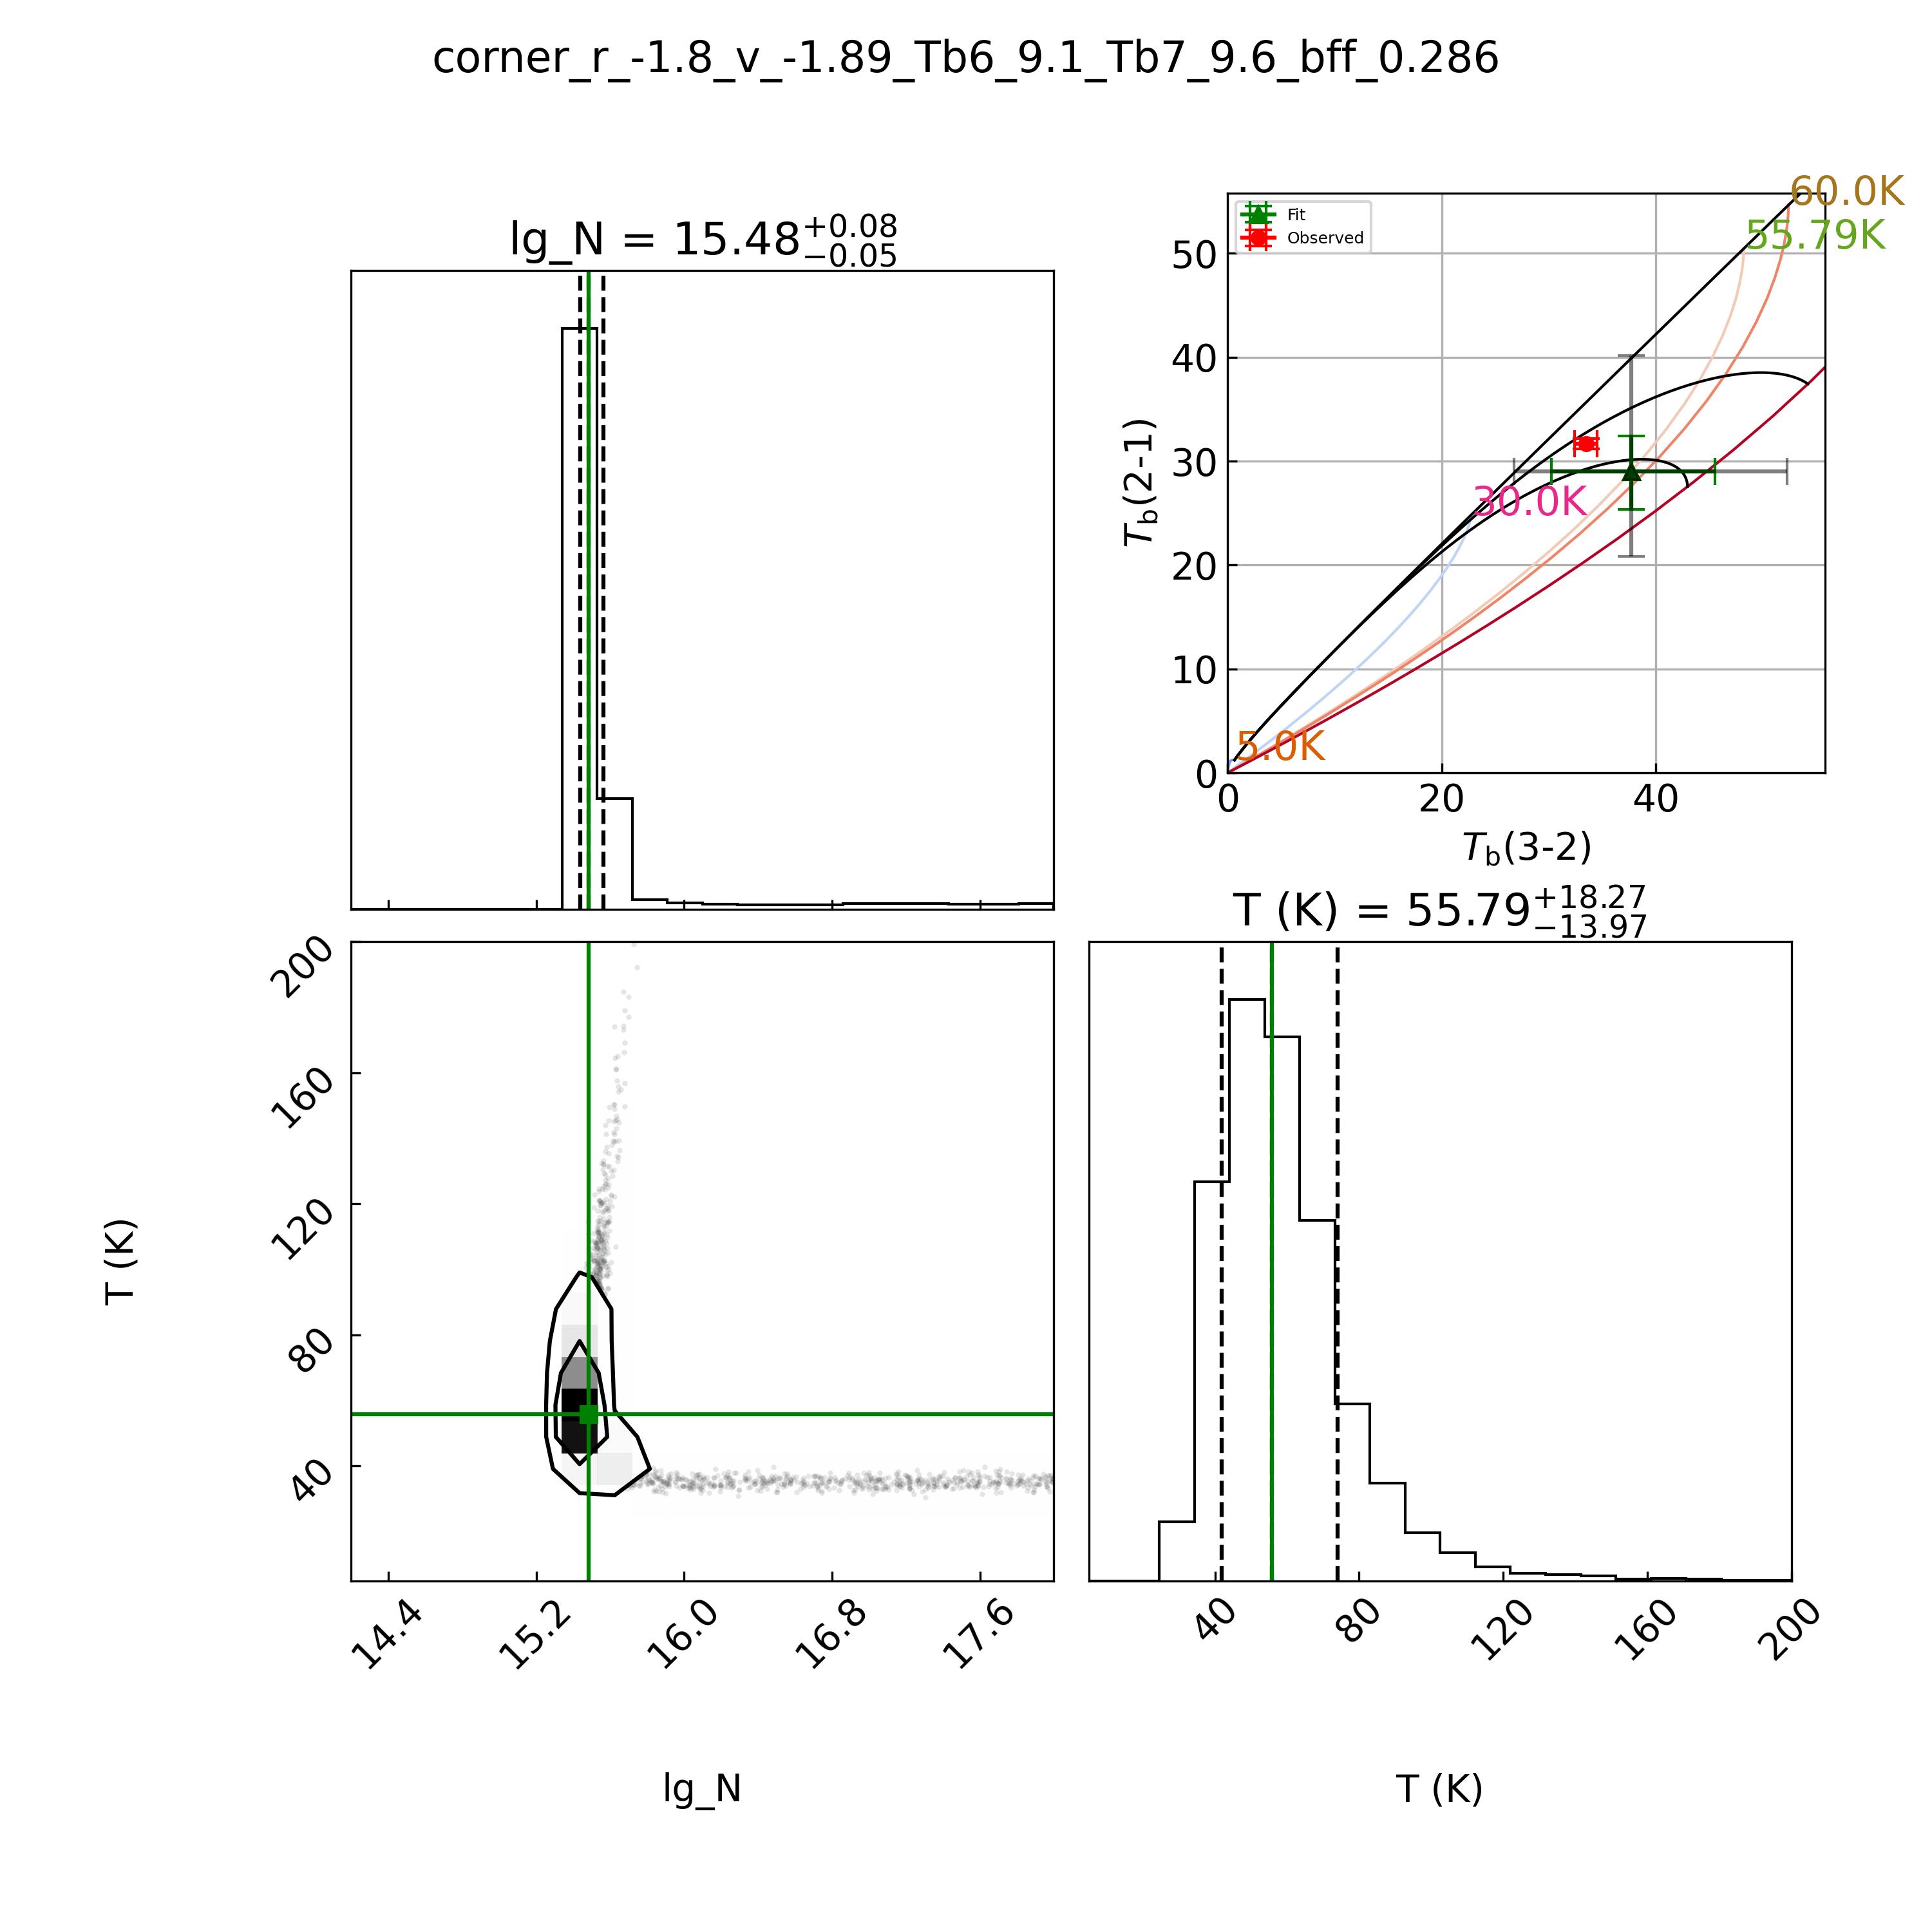 corner_r_-1.8_v_-1.89_Tb6_9.1_Tb7_9.6_bff_0.286
lg_N = 15.48+0.08−0.05
60.0K
55.79K
Fit
Observed
50
40
30
20
10
0
30.0K
5.0K
Tb(2-1)
0 20 40
Tb(3-2)
T (K) = 55.79+18.27−13.97
200
160
120
80
40
T (K)
14.4 15.2 16.0 16.8 17.6
40 80 120 160 200
lg_N
T (K)